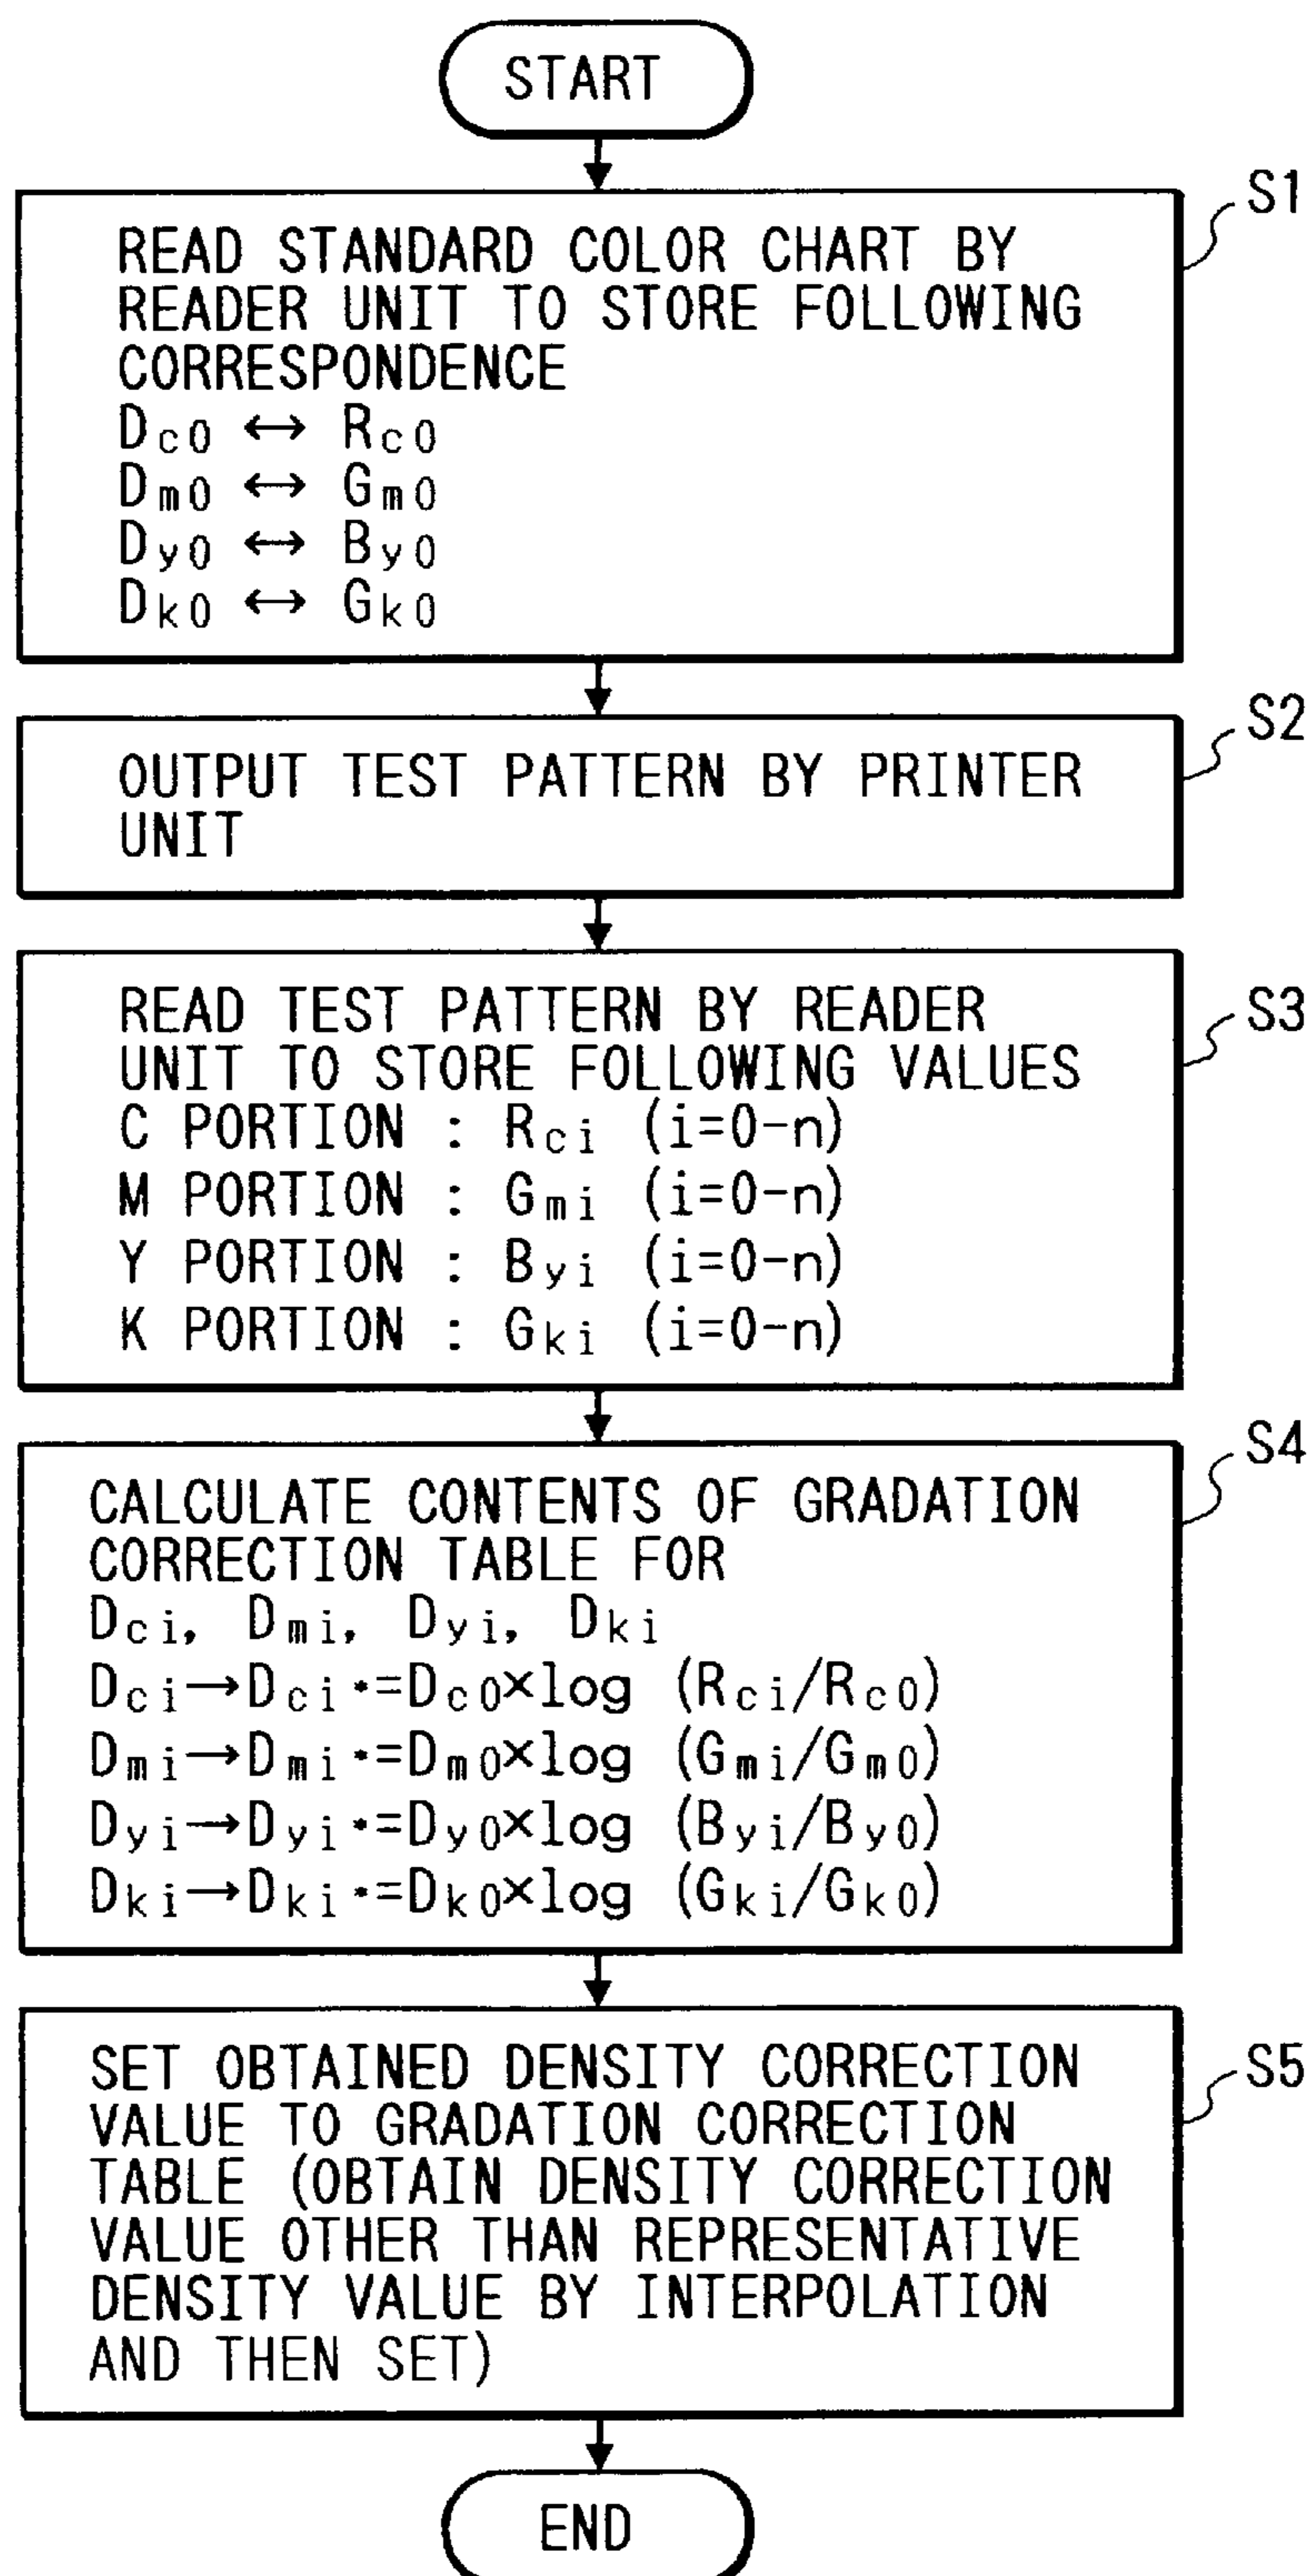 START
S1
READ STANDARD COLOR CHART BY
READER UNIT TO STORE FOLLOWING
CORRESPONDENCE
Dc0 ↔ Rc0
Dm0 ↔ Gm0
Dy0 ↔ By0
Dk0 ↔ Gk0
S2
OUTPUT TEST PATTERN BY PRINTER
UNIT
S3
READ TEST PATTERN BY READER
UNIT TO STORE FOLLOWING VALUES
C PORTION : Rci (i=0-n)
M PORTION : Gmi (i=0-n)
Y PORTION : Byi (i=0-n)
K PORTION : Gki (i=0-n)
S4
CALCULATE CONTENTS OF GRADATION
CORRECTION TABLE FOR
Dci, Dmi, Dyi, Dki
Dci→Dci*=Dc0×log (Rci/Rc0)
Dmi→Dmi*=Dm0×log (Gmi/Gm0)
Dyi→Dyi*=Dy0×log (Byi/By0)
Dki→Dki*=Dk0×log (Gki/Gk0)
S5
SET OBTAINED DENSITY CORRECTION
VALUE TO GRADATION CORRECTION
TABLE (OBTAIN DENSITY CORRECTION
VALUE OTHER THAN REPRESENTATIVE
DENSITY VALUE BY INTERPOLATION
AND THEN SET)
END